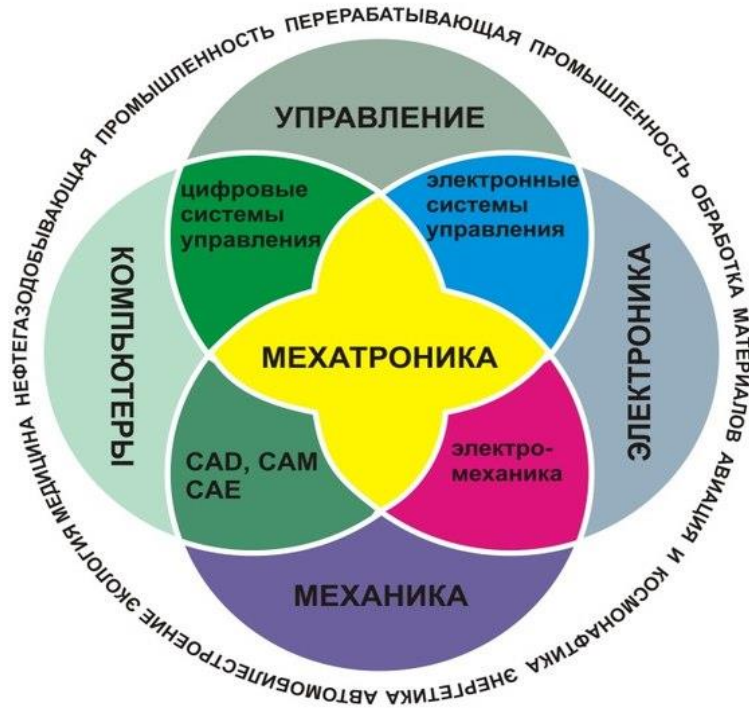 НЕФТЕГАЗОДОБЫВАЮЩАЯ ПРОМЫШЛЕННОСТЬ ПЕРЕРАБАТЫВАЮЩАЯ ПРОМЫШЛЕННОСТЬ ОБРАБОТКА МАТЕРИАЛОВ АВИАЦИЯ И КОСМОНАФТИКА ЭНЕРГЕТИКА АВТОМОБИЛЕСТРОЕНИЕ ЭКОЛОГИЯ МЕДИЦИНА
УПРАВЛЕНИЕ
цифровые
системы
управления
электронные
системы
управления
КОМПЬЮТЕРЫ
МЕХАТРОНИКА
ЭЛЕКТРОНИКА
CAD, CAM
CAE
электро-
механика
МЕХАНИКА